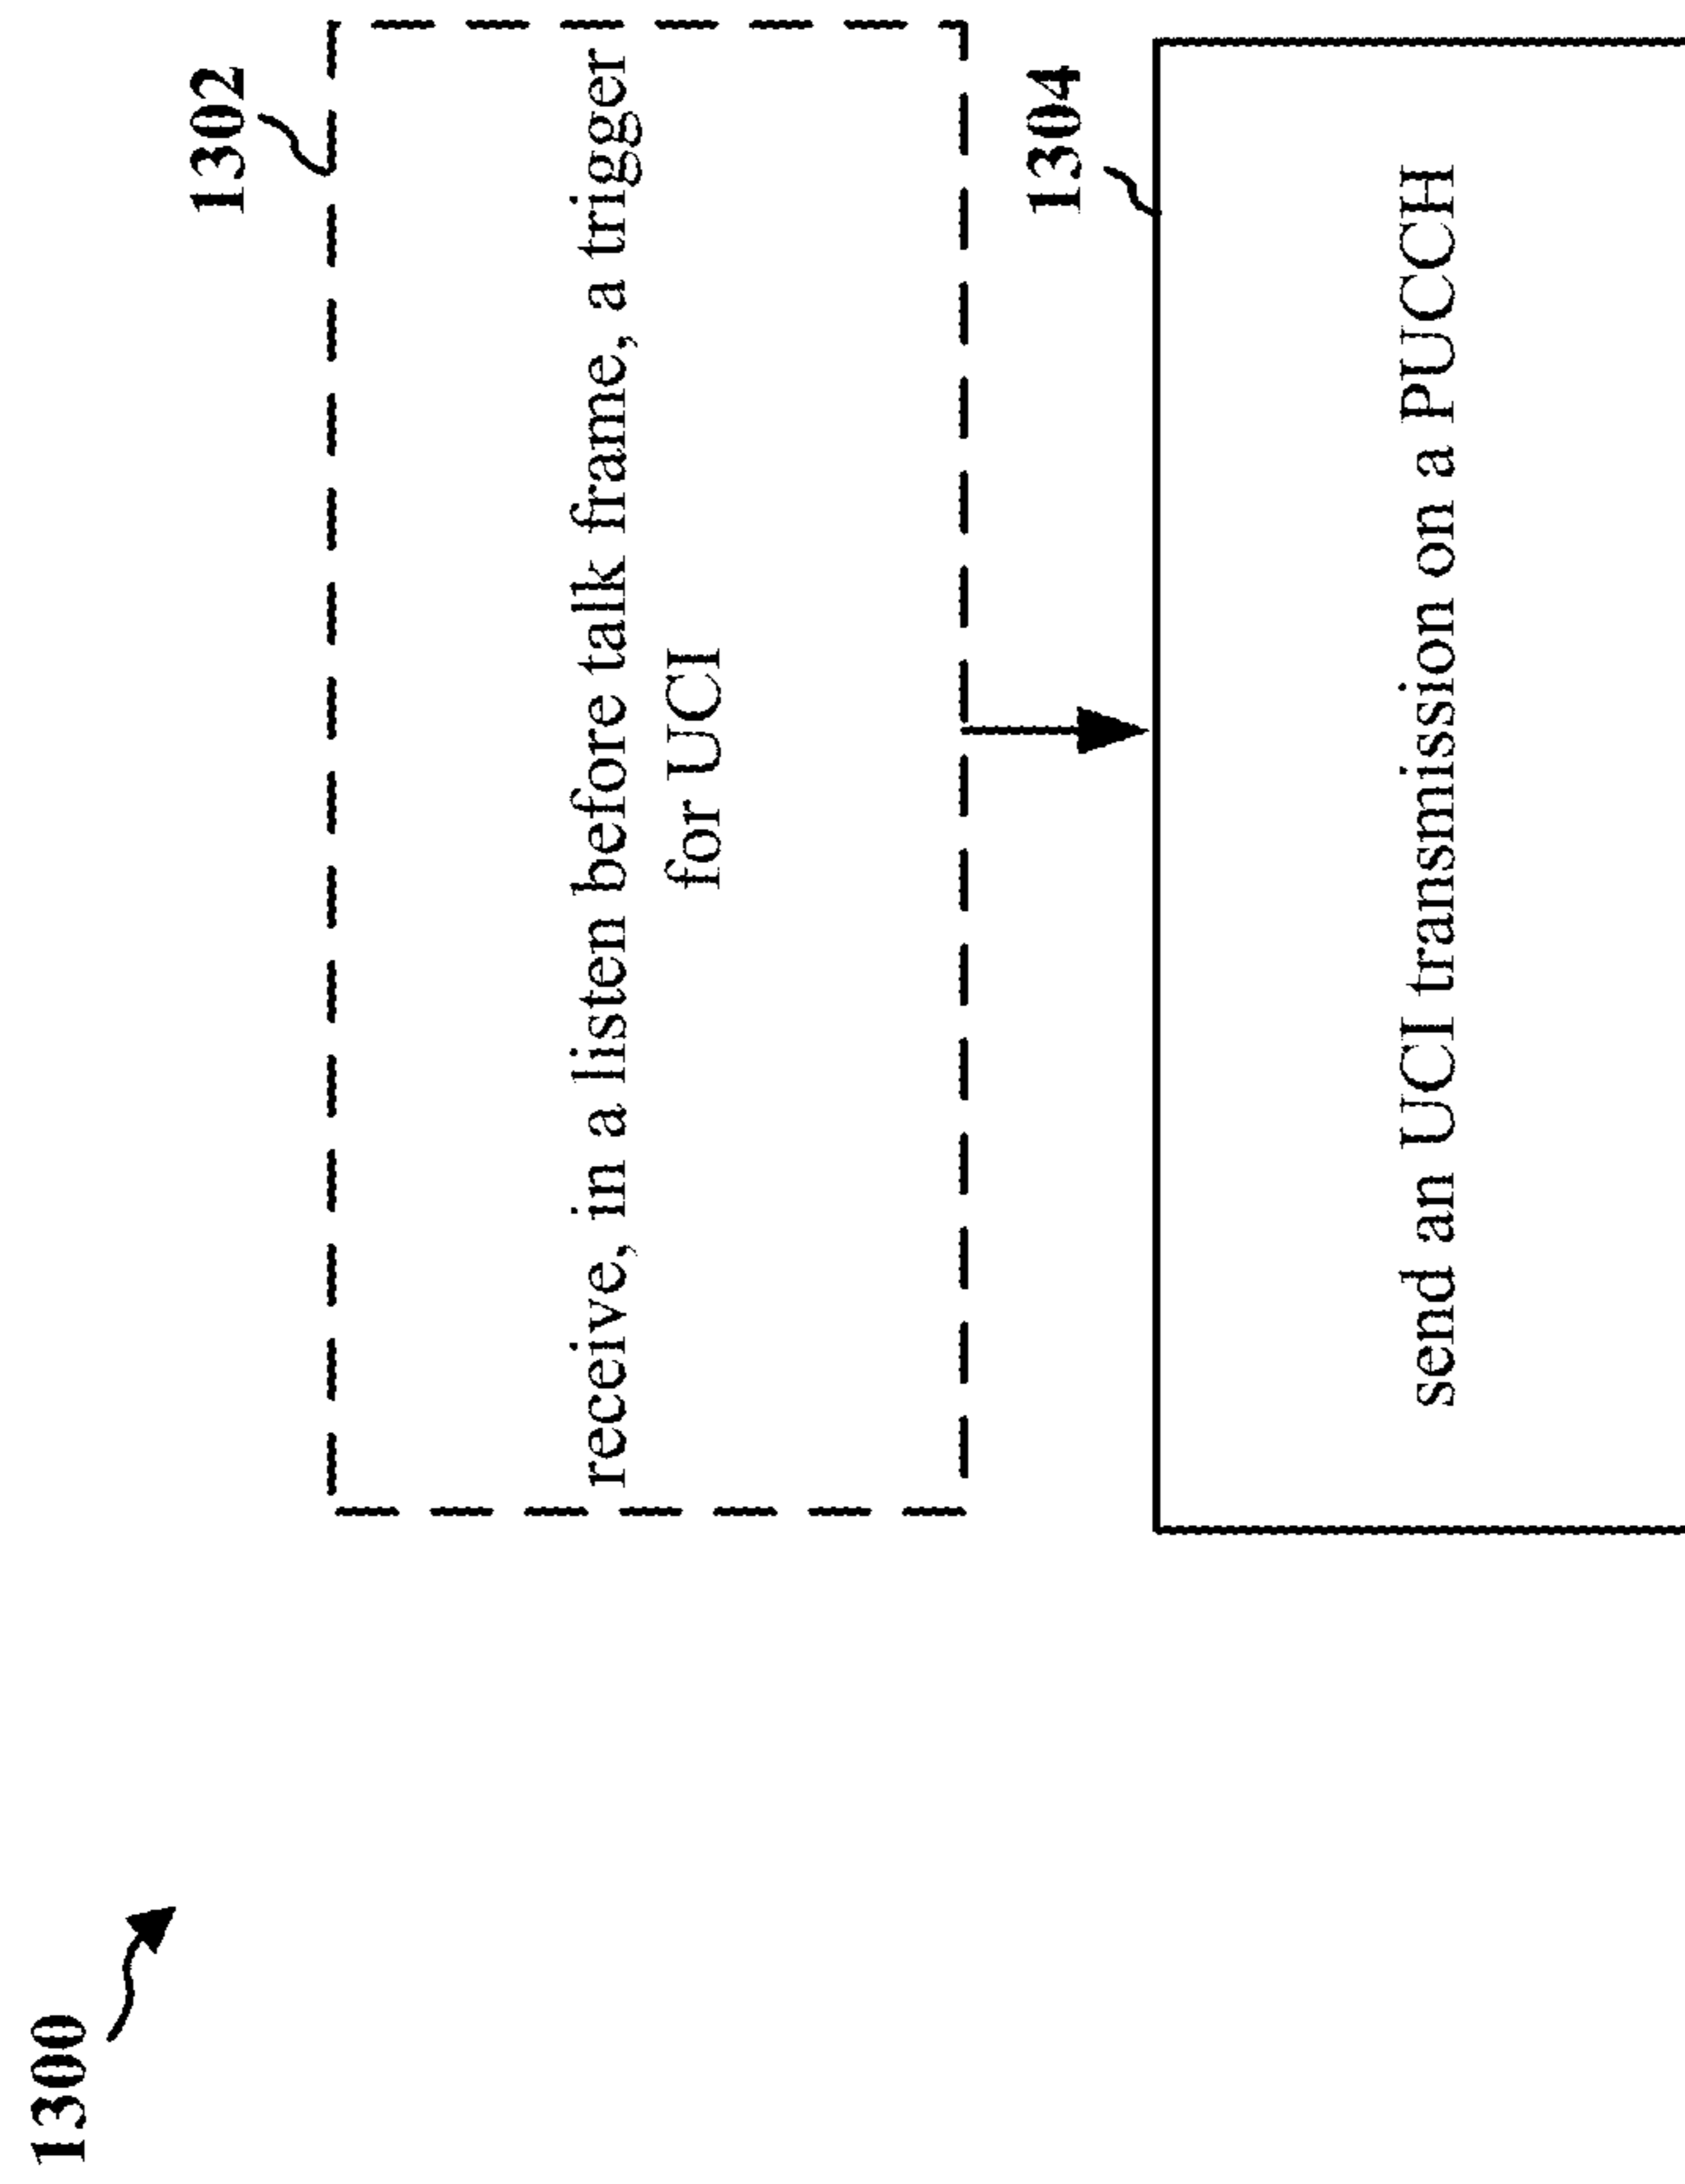 1300
1302
receive, in a listen before talk frame, a trigger
for UCI
1304
send an UCI transmission on a PUCCH